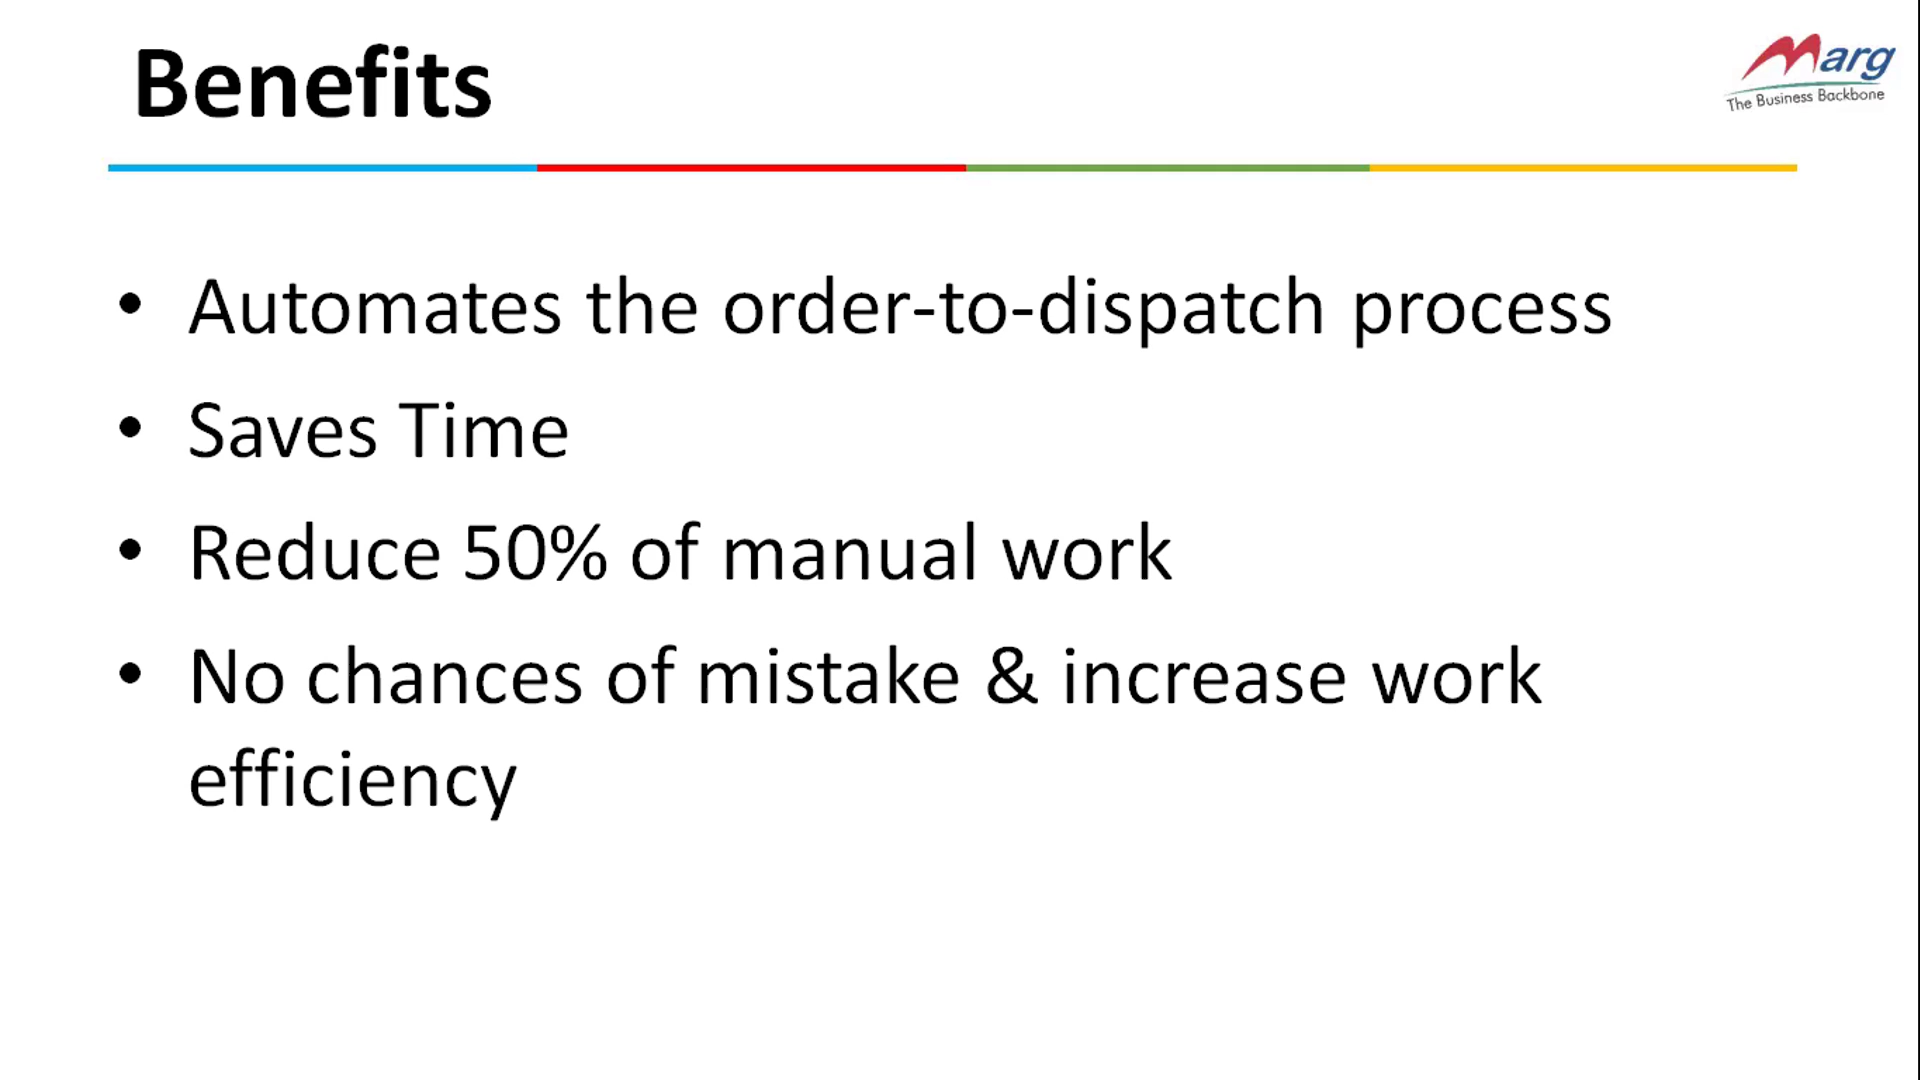 Benefits
Marg
The Business Backbone
• Automates the order-to-dispatch process
• Saves Time
• Reduce 50% of manual work
• No chances of mistake & increase work
efficiency